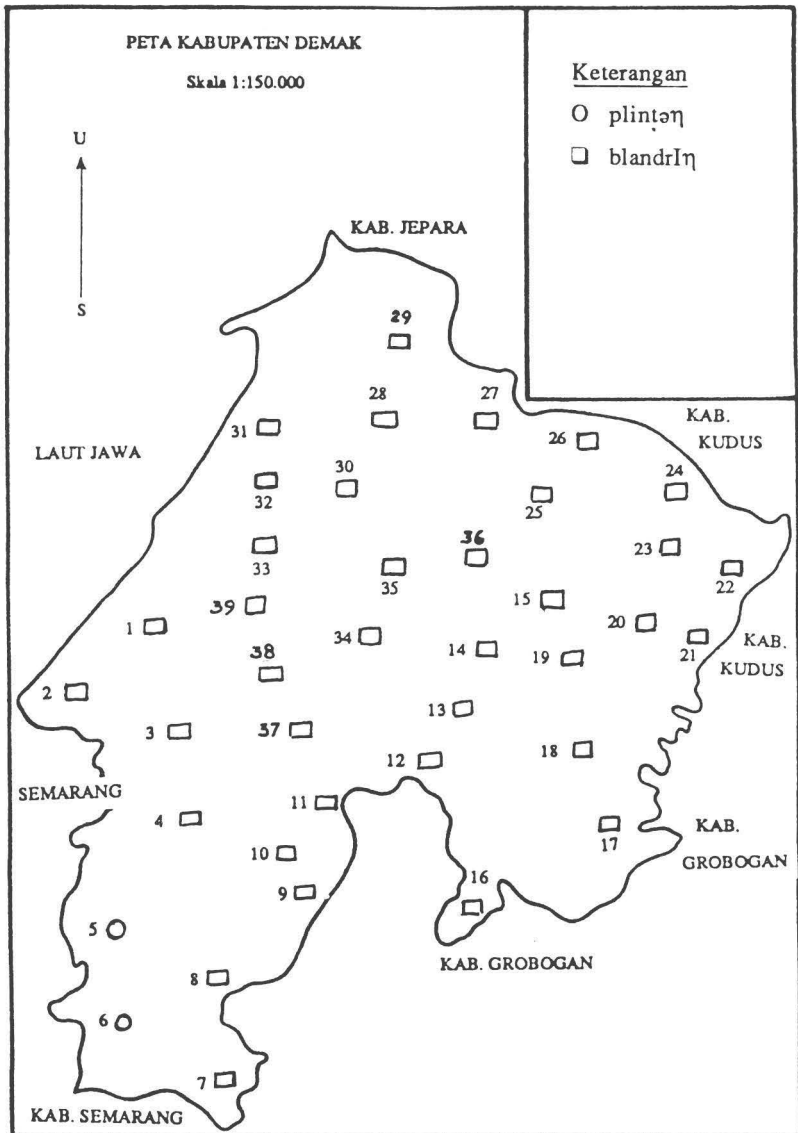 PETA KABUPATEN DEMAK
Skala 1:150.000
Keterangan
plinṭəη
blandrIη
U
S
KAB. JEPARA
29
28
27
26
KAB.
KUDUS
31
LAUT JAWA
30
24
32
25
36
23
33
35
22
39
15
1
34
20
14
19
21
KAB.
KUDUS
38
2
13
3
37
18
12
SEMARANG
11
4
17
KAB.
GROBOGAN
10
9
16
5
KAB. GROBOGAN
8
6
7
KAB. SEMARANG